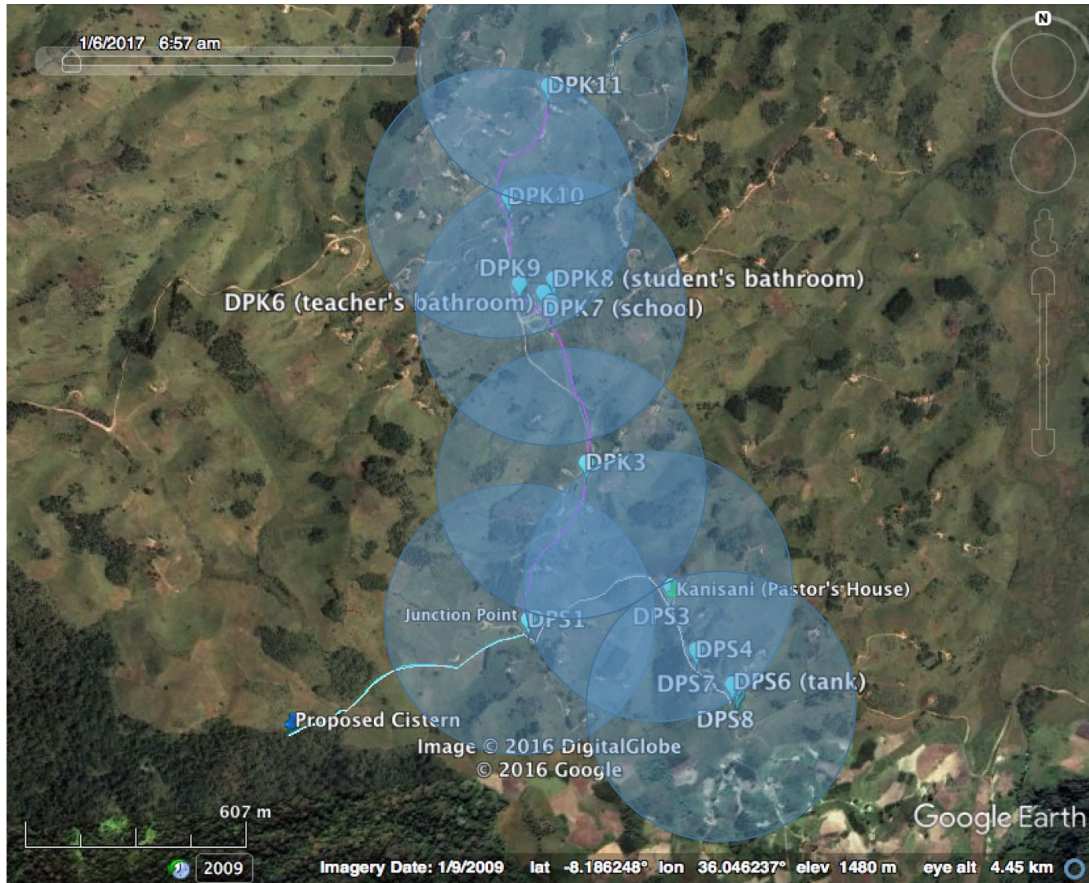 N
1/6/2017 6:57 am
DPK11
DPK10
DPK9
DPK8 (student's bathroom)
DPK6 (teacher's bathroom)
DPK7 (school)
DPK3
Kanisani (Pastor's House)
Junction Point
DPS1
DPS3
DPS4
DPS7
DPS6 (tank)
DPS8
Proposed Cistern
Image © 2016 DigitalGlobe
© 2016 Google
607 m
Google Earth
2009
Imagery Date: 1/9/2009 lat -8.186248° lon 36.046237° elev 1480 m eye alt 4.45 km